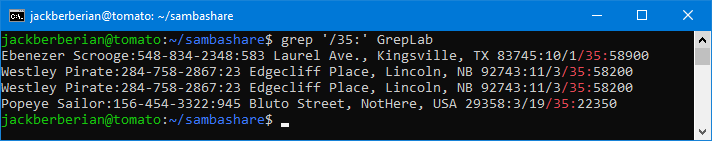 jackberberian@tomato: ~/sambashare
jackberberian@tomato:~/sambashare$ grep '/35:' GrepLab
Ebenezer Scrooge:548-834-2348:583 Laurel Ave., Kingsville, TX 83745:10/1/35:58900
Westley Pirate:284-758-2867:23 Edgecliff Place, Lincoln, NB 92743:11/3/35:58200
Westley Pirate:284-758-2867:23 Edgecliff Place, Lincoln, NB 92743:11/3/35:58200
Popeye Sailor:156-454-3322:945 Bluto Street, NotHere, USA 29358:3/19/35:22350
jackberberian@tomato:~/sambashare$